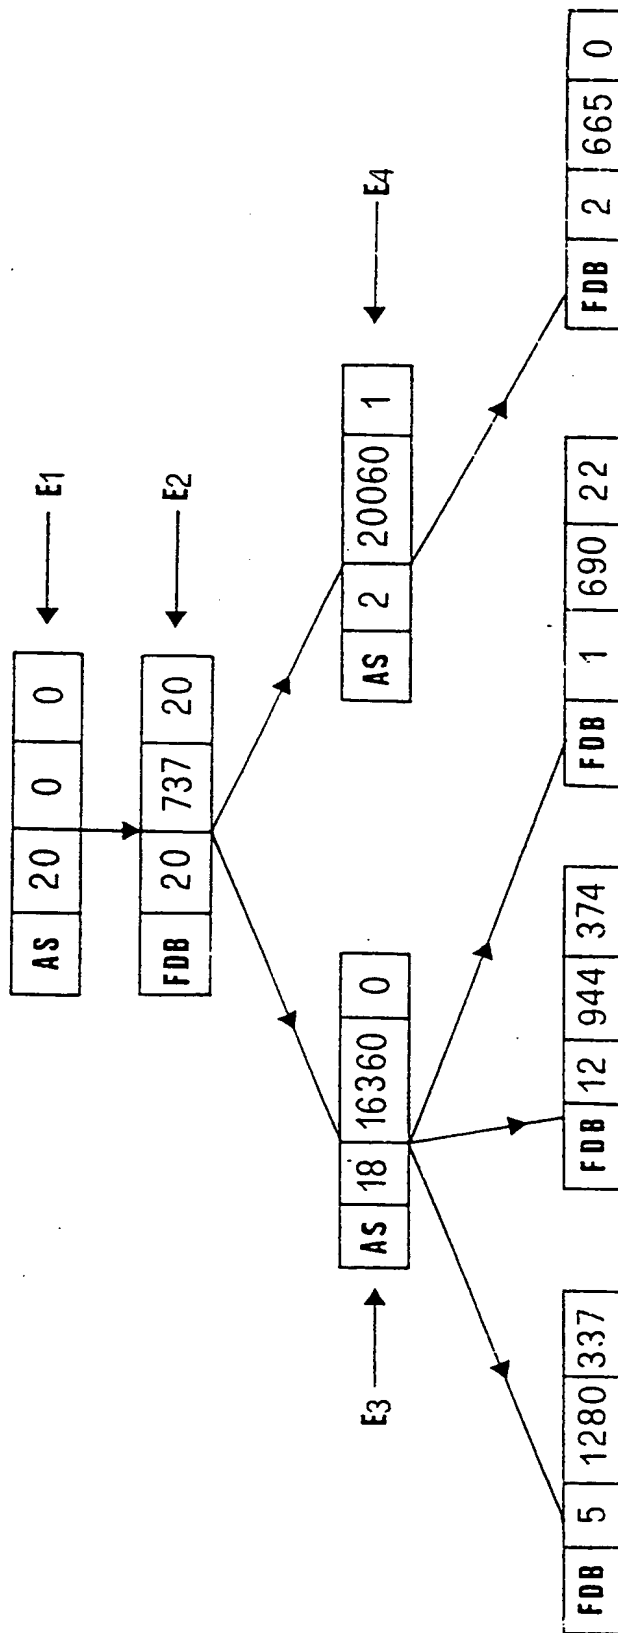 AS 20 0 0 E1
FDB 20 737 20 E2
E3 AS 18 16360 0
AS 2 20060 1 E4
FDB 5 1280 337
FDB 12 944 374
FDB 1 690 22
FDB 2 665 0